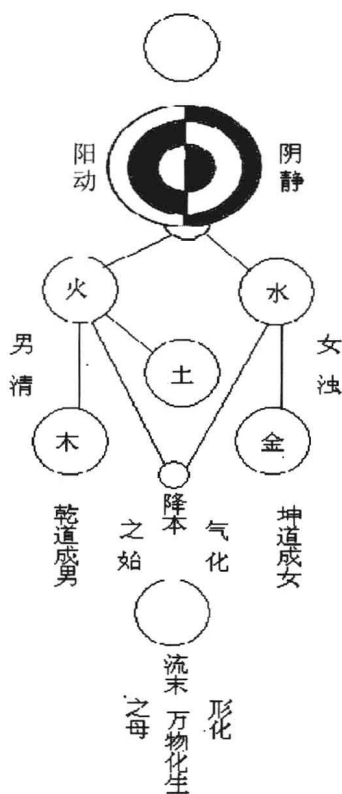 阳动
阴静
火
水
男清
女浊
土
木
金
乾道成男
之始
降本
气化
坤道成女
流末
之母
万物化生
形化